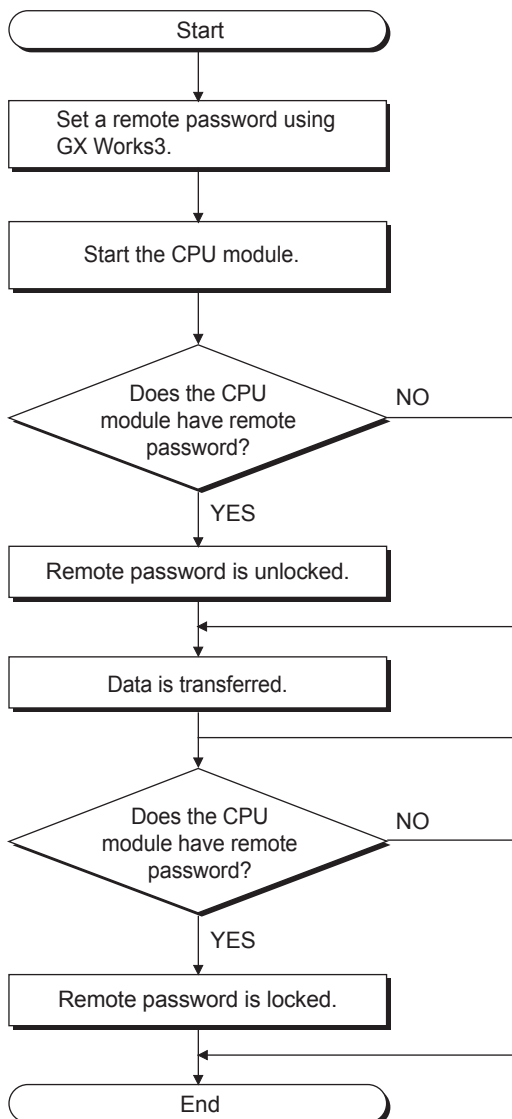 Start
Set a remote password using
GX Works3.
Start the CPU module.
Does the CPU
module have remote
password?
NO
YES
Remote password is unlocked.
Data is transferred.
Does the CPU
module have remote
password?
NO
YES
Remote password is locked.
End